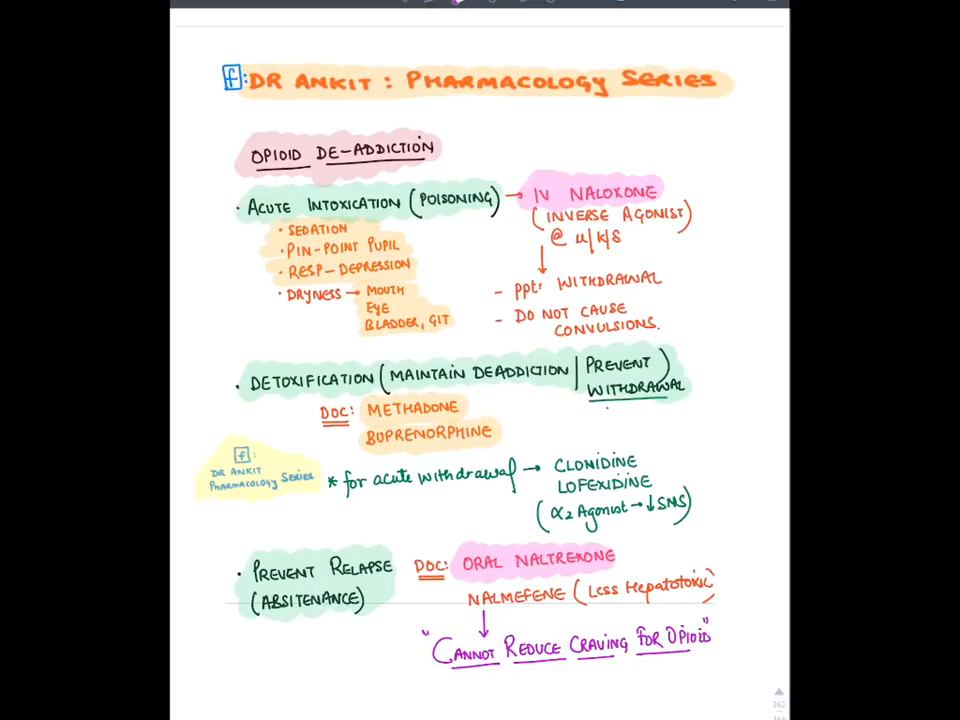 f: DR ANKIT : PHARMACOLOGY SERIES
OPIOID DE-ADDICTION
· ACUTE INTOXICATION (POISONING) → IV NALOXONE
(INVERSE AGONIST)
@ μ/κ/δ
· SEDATION
· PIN-POINT PUPIL
· RESP-DEPRESSION
· DRYNESS → MOUTH
EYE
BLADDER, GIT
↓
- ppt. WITHDRAWAL
- DO NOT CAUSE
CONVULSIONS.
· DETOXIFICATION (MAINTAIN DEADDICTION | PREVENT
WITHDRAWAL)
DOC: METHADONE
BUPRENORPHINE
f:
DR ANKIT
PHARMACOLOGY SERIES
* for acute withdrawal → CLONIDINE
LOFEXIDINE
(α2 Agonist → ↓ SNS)
· PREVENT RELAPSE
(ABSITENANCE)
DOC: ORAL NALTREXONE
NALMEFENE (Less Hepatotoxic)
↓
"CANNOT REDUCE CRAVING FOR OPIOID"
362